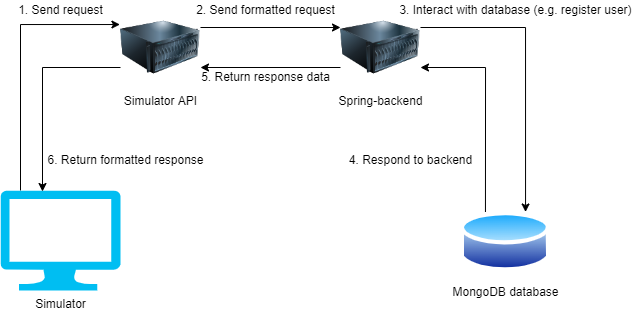 1. Send request
2. Send formatted request
3. Interact with database (e.g. register user)
5. Return response data
Simulator API
Spring-backend
6. Return formatted response
4. Respond to backend
MongoDB database
Simulator